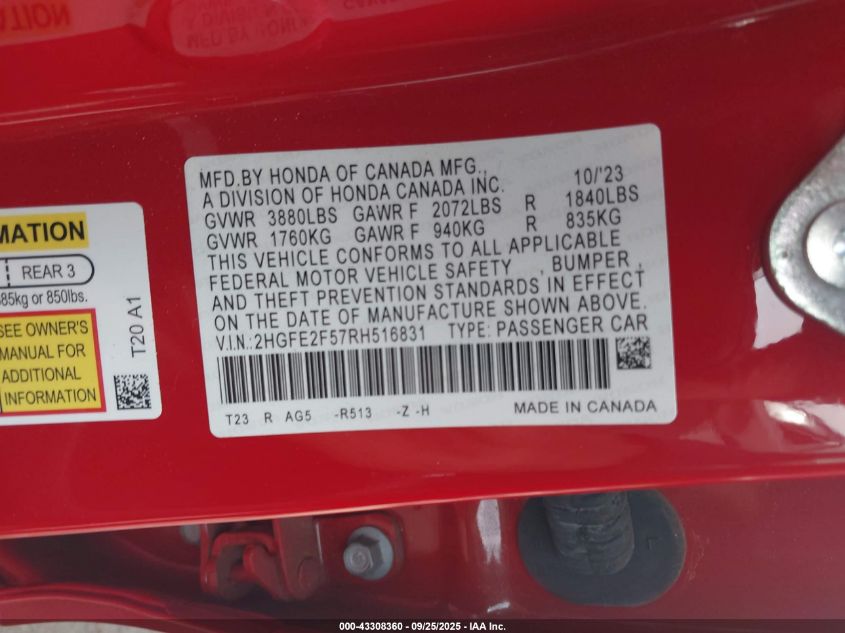 MFD.BY HONDA OF CANADA MFG., 10/'23
A DIVISION OF HONDA CANADA INC.
GVWR 3880LBS GAWR F 2072LBS R 1840LBS
GVWR 1760KG GAWR F 940KG R 835KG
THIS VEHICLE CONFORMS TO ALL APPLICABLE
FEDERAL MOTOR VEHICLE SAFETY , BUMPER ,
AND THEFT PREVENTION STANDARDS IN EFFECT
ON THE DATE OF MANUFACTURE SHOWN ABOVE.
V.I.N.:2HGFE2F57RH516831 TYPE: PASSENGER CAR
T23 R AG5 -R513 -Z -H MADE IN CANADA
REAR 3
385kg or 850lbs.
SEE OWNER'S
MANUAL FOR
ADDITIONAL
INFORMATION
T20 A1
000-43308360 - 09/25/2025 - IAA Inc.